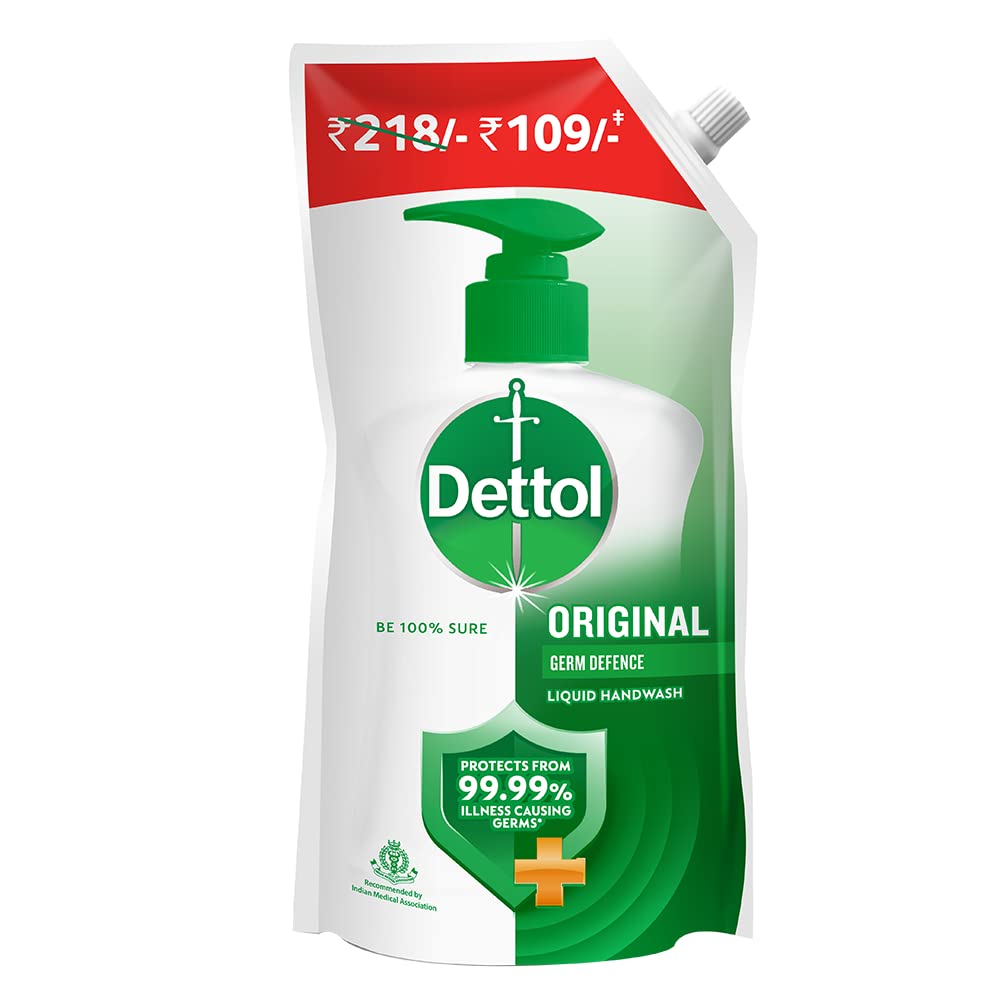 ₹218/- ₹109/-‡
Dettol
BE 100% SURE
ORIGINAL
GERM DEFENCE
LIQUID HANDWASH
PROTECTS FROM
99.99%
ILLNESS CAUSING
GERMS*
Recommended by
Indian Medical Association